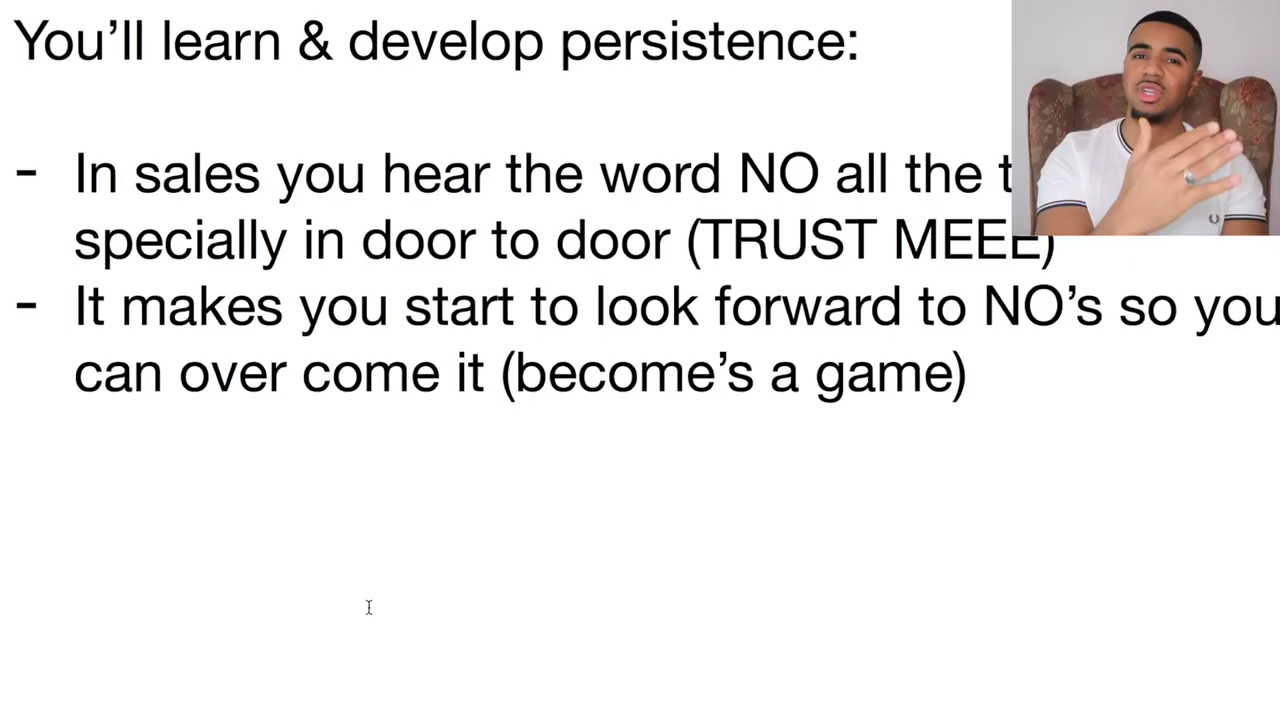 You’ll learn & develop persistence:
- In sales you hear the word NO all the
specially in door to door (TRUST MEEE)
- It makes you start to look forward to NO’s so you
can over come it (become’s a game)